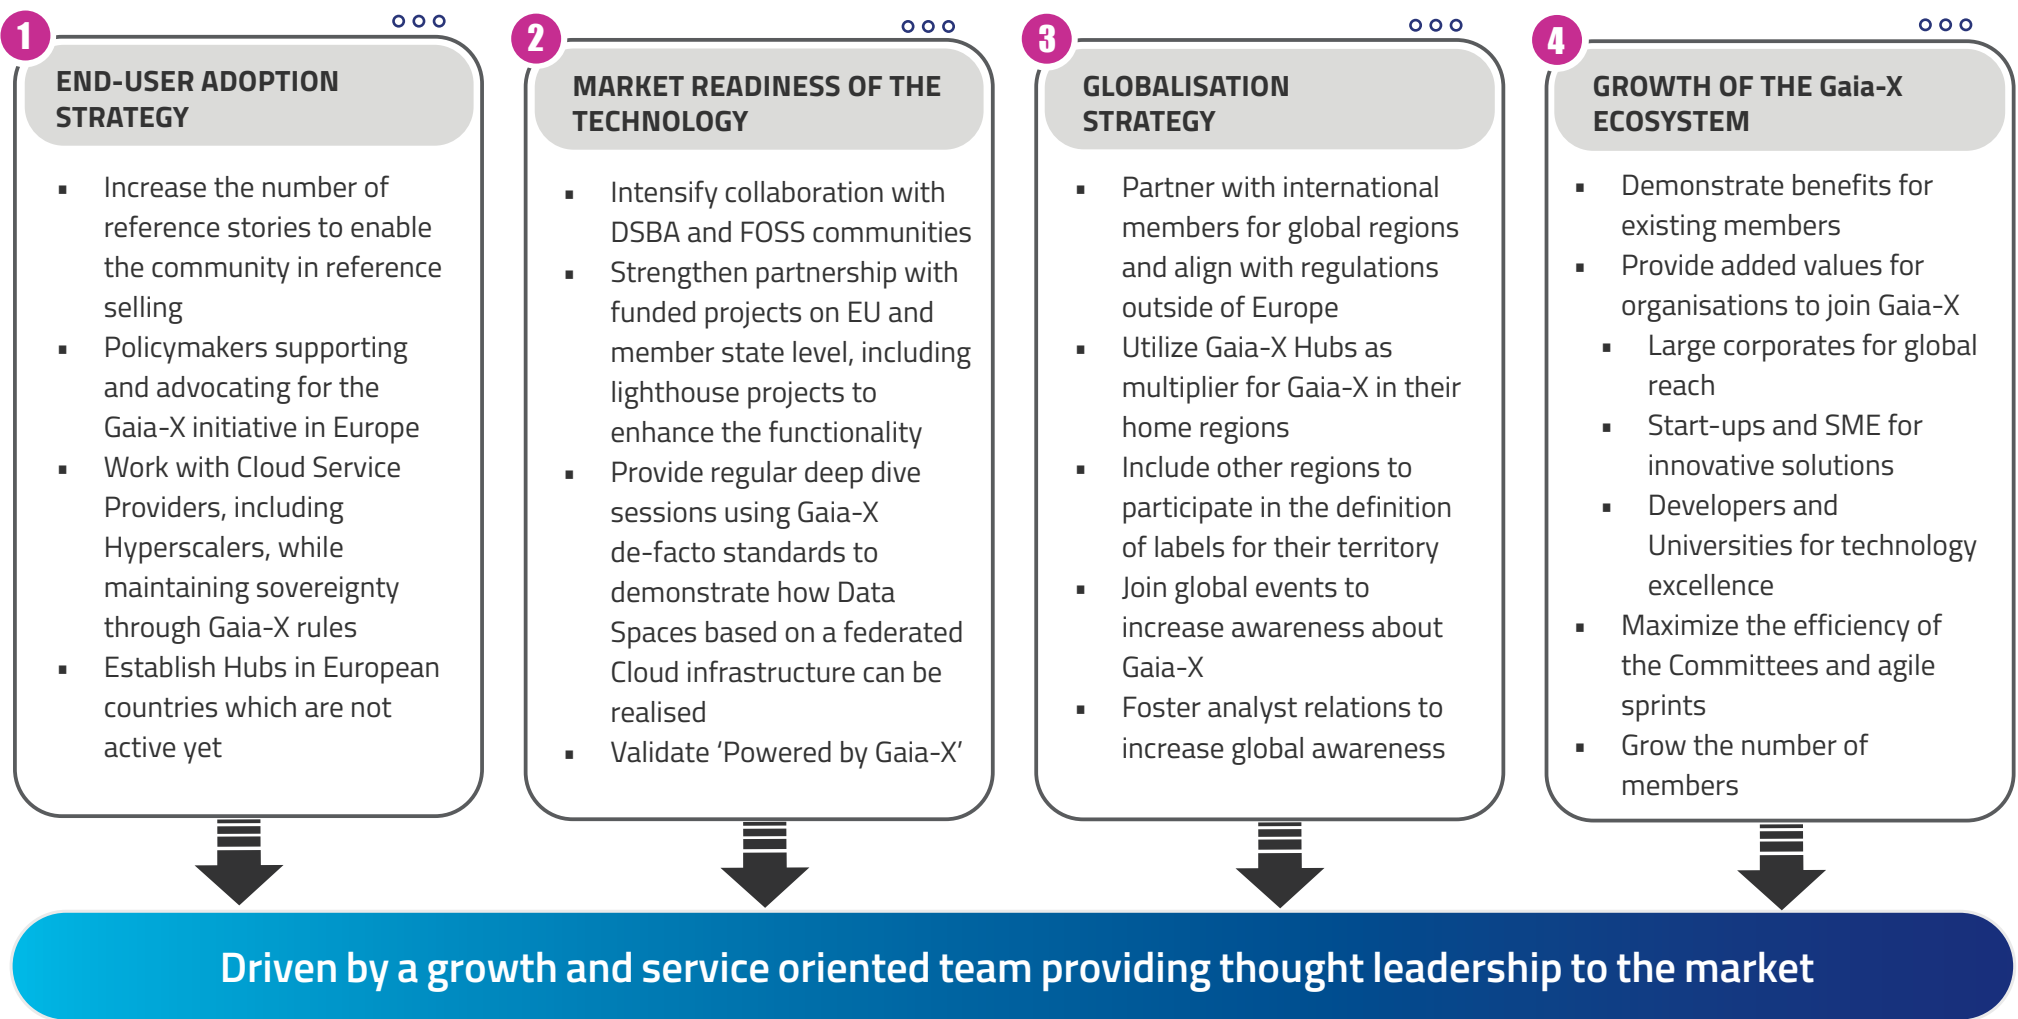 1
END-USER ADOPTION
STRATEGY
▪ Increase the number of
reference stories to enable
the community in reference
selling
▪ Policymakers supporting
and advocating for the
Gaia-X initiative in Europe
▪ Work with Cloud Service
Providers, including
Hyperscalers, while
maintaining sovereignty
through Gaia-X rules
▪ Establish Hubs in European
countries which are not
active yet
2
MARKET READINESS OF THE
TECHNOLOGY
▪ Intensify collaboration with
DSBA and FOSS communities
▪ Strengthen partnership with
funded projects on EU and
member state level, including
lighthouse projects to
enhance the functionality
▪ Provide regular deep dive
sessions using Gaia-X
de-facto standards to
demonstrate how Data
Spaces based on a federated
Cloud infrastructure can be
realised
▪ Validate ‘Powered by Gaia-X’
3
GLOBALISATION
STRATEGY
▪ Partner with international
members for global regions
and align with regulations
outside of Europe
▪ Utilize Gaia-X Hubs as
multiplier for Gaia-X in their
home regions
▪ Include other regions to
participate in the definition
of labels for their territory
▪ Join global events to
increase awareness about
Gaia-X
▪ Foster analyst relations to
increase global awareness
4
GROWTH OF THE Gaia-X
ECOSYSTEM
▪ Demonstrate benefits for
existing members
▪ Provide added values for
organisations to join Gaia-X
▪ Large corporates for global
reach
▪ Start-ups and SME for
innovative solutions
▪ Developers and
Universities for technology
excellence
▪ Maximize the efficiency of
the Committees and agile
sprints
▪ Grow the number of
members
Driven by a growth and service oriented team providing thought leadership to the market